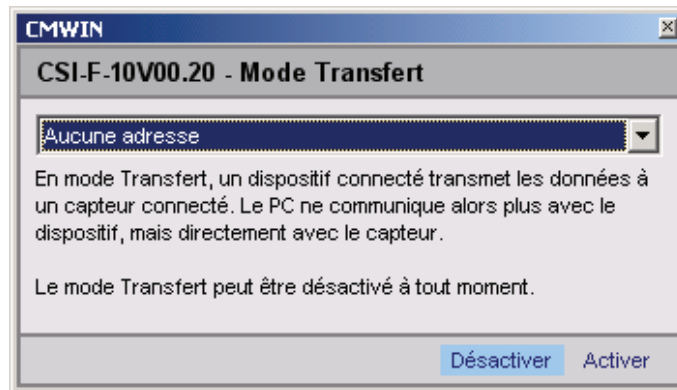 CMWIN
CSI-F-10V00.20 - Mode Transfert
Aucune adresse
En mode Transfert, un dispositif connecté transmet les données à
un capteur connecté. Le PC ne communique alors plus avec le
dispositif, mais directement avec le capteur.
Le mode Transfert peut être désactivé à tout moment.
Désactiver Activer